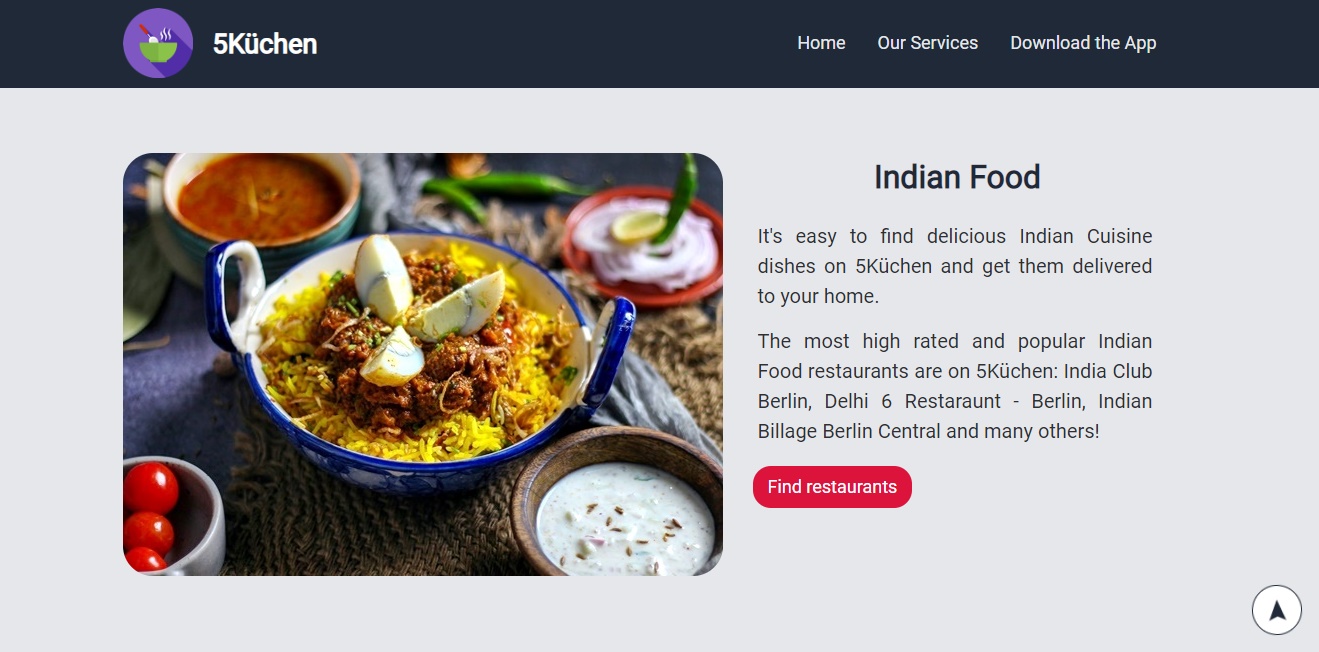 5Küchen
Home Our Services Download the App
Indian Food
It's easy to find delicious Indian Cuisine
dishes on 5Küchen and get them delivered
to your home.
The most high rated and popular Indian
Food restaurants are on 5Küchen: India Club
Berlin, Delhi 6 Restaraunt - Berlin, Indian
Billage Berlin Central and many others!
Find restaurants